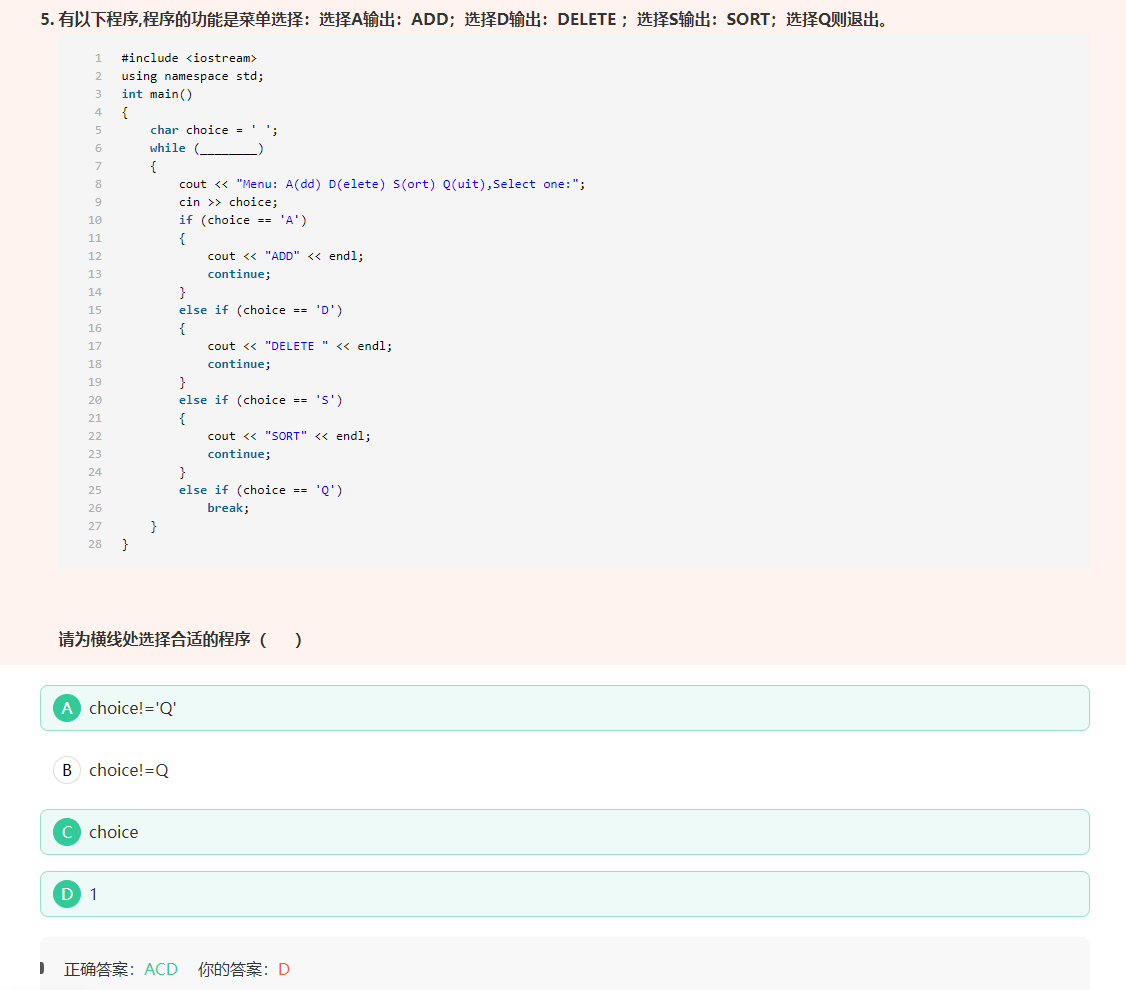 5. 有以下程序,程序的功能是菜单选择：选择A输出：ADD；选择D输出：DELETE ；选择S输出：SORT；选择Q则退出。
1 #include <iostream>
2 using namespace std;
3 int main()
4 {
5 char choice = ' ';
6 while (________)
7 {
8 cout << "Menu: A(dd) D(elete) S(ort) Q(uit),Select one:";
9 cin >> choice;
10 if (choice == 'A')
11 {
12 cout << "ADD" << endl;
13 continue;
14 }
15 else if (choice == 'D')
16 {
17 cout << "DELETE " << endl;
18 continue;
19 }
20 else if (choice == 'S')
21 {
22 cout << "SORT" << endl;
23 continue;
24 }
25 else if (choice == 'Q')
26 break;
27 }
28 }
请为横线处选择合适的程序（ ）
A choice!='Q'
B choice!=Q
C choice
D 1
正确答案：ACD 你的答案：D